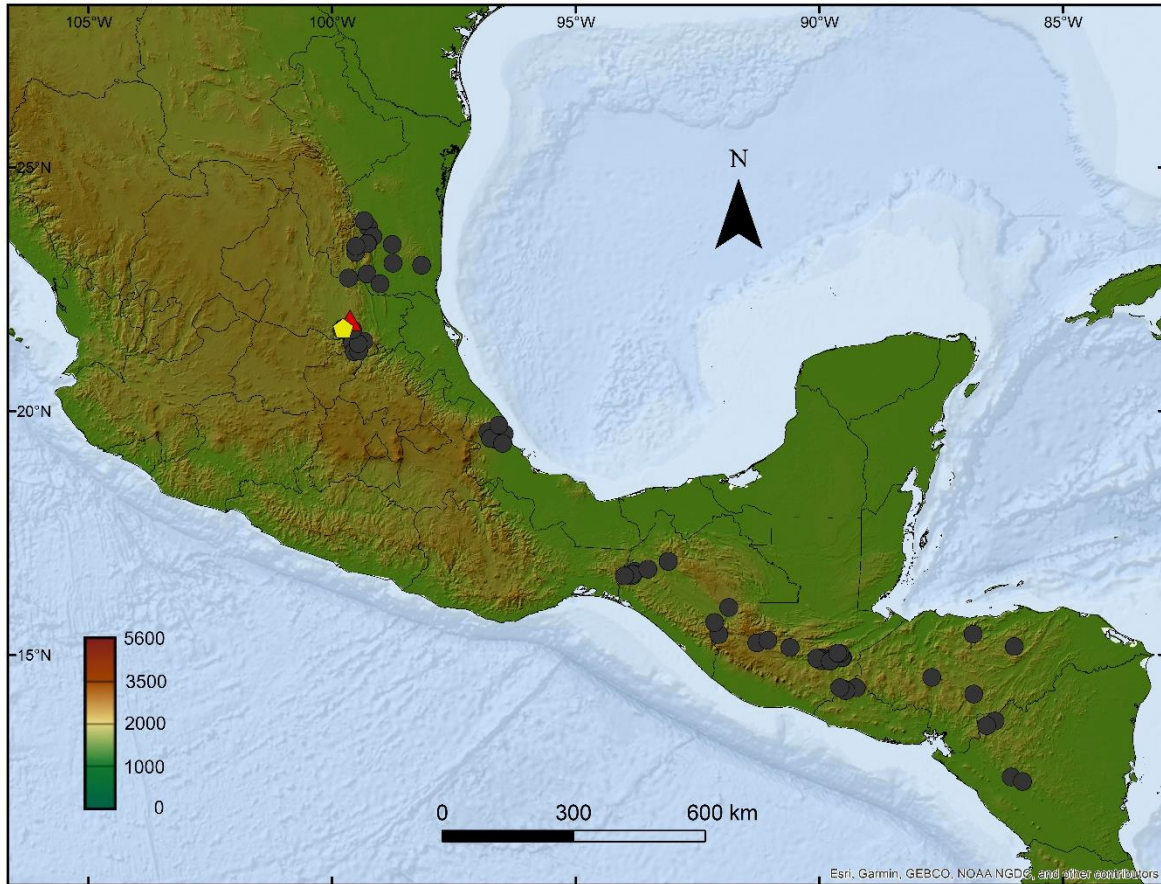 105°W 100°W 95°W 90°W 85°W
25°N
N
20°N
15°N
5600
3500
2000
1000
0
0 300 600 km
Esri, Garmin, GEBCO, NOAA NGDC, and other contributors